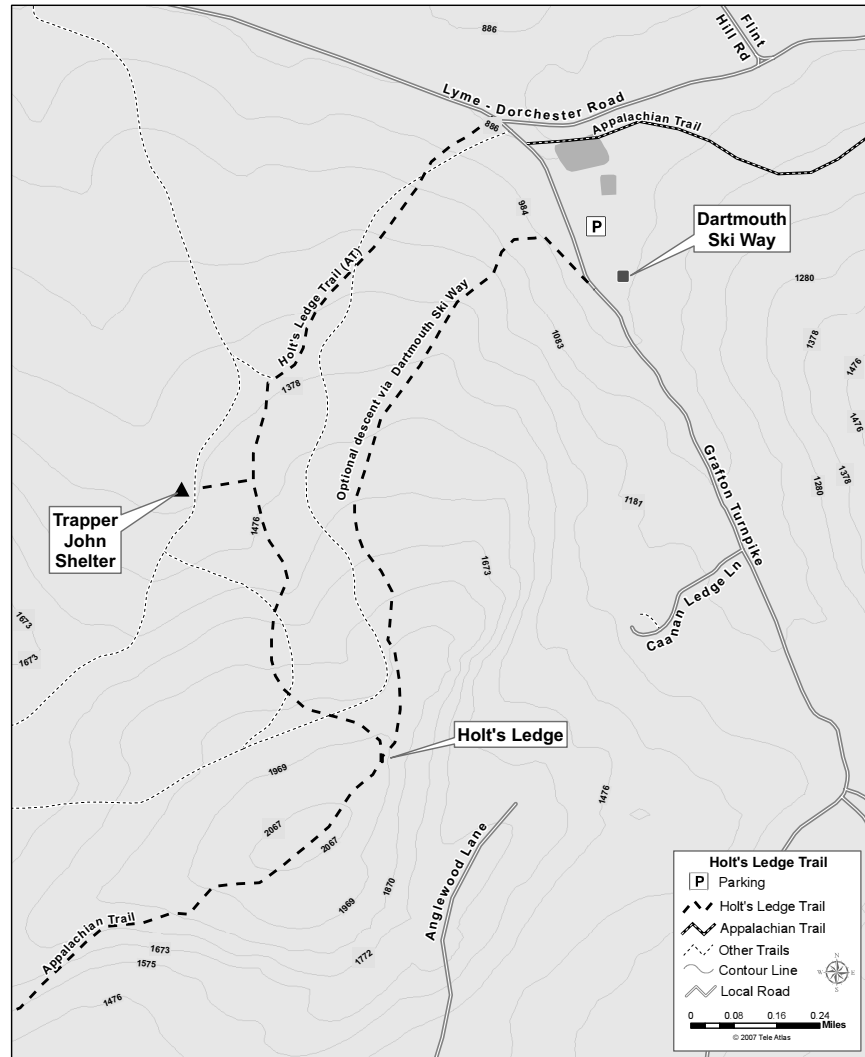 886
Flint
Hill Rd
Lyme - Dorchester Road
886
Appalachian Trail
984
P
Dartmouth
Ski Way
1280
Holt's Ledge Trail (AT)
1083
1378
1476
1476
1378
Optional descent via Dartmouth Ski Way
1378
Grafton Turnpike
1280
Trapper
John
Shelter
1181
1476
1673
Caanan Ledge Ln
1673
1673
Holt's Ledge
1969
1476
2067
2067
Anglewood Lane
1870
1969
Appalachian Trail
1673
1772
1575
1476
Holt's Ledge Trail
P Parking
Holt's Ledge Trail
Appalachian Trail
Other Trails
Contour Line
Local Road
N
W E
S
0 0.08 0.16 0.24
Miles
© 2007 Tele Atlas